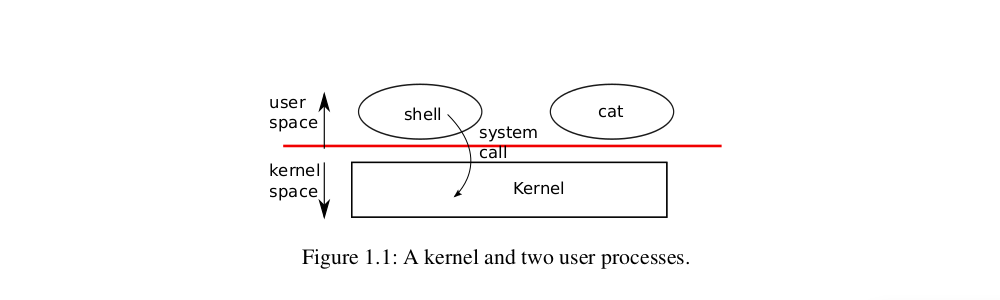 user
space
shell
cat
system
call
kernel
space
Kernel
Figure 1.1: A kernel and two user processes.